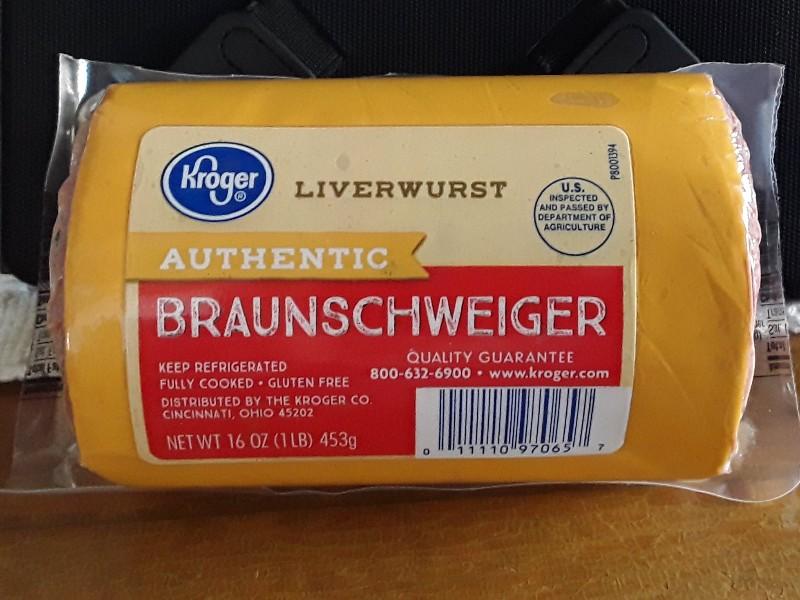 Kroger®
LIVERWURST
P8001394
U.S.
INSPECTED
AND PASSED BY
DEPARTMENT OF
AGRICULTURE
AUTHENTIC
BRAUNSCHWEIGER
KEEP REFRIGERATED
FULLY COOKED • GLUTEN FREE
DISTRIBUTED BY THE KROGER CO.
CINCINNATI, OHIO 45202
NET WT 16 OZ (1 LB) 453g
QUALITY GUARANTEE
800-632-6900 • www.kroger.com
0 11110 97065 7